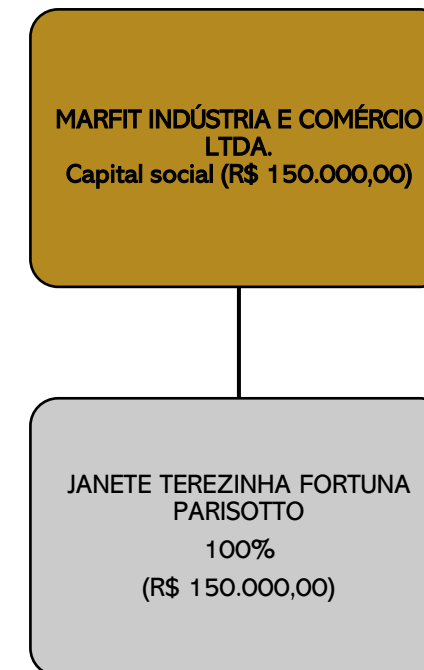 MARFIT INDÚSTRIA E COMÉRCIO
LTDA.
Capital social (R$ 150.000,00)
JANETE TEREZINHA FORTUNA
PARISOTTO
100%
(R$ 150.000,00)